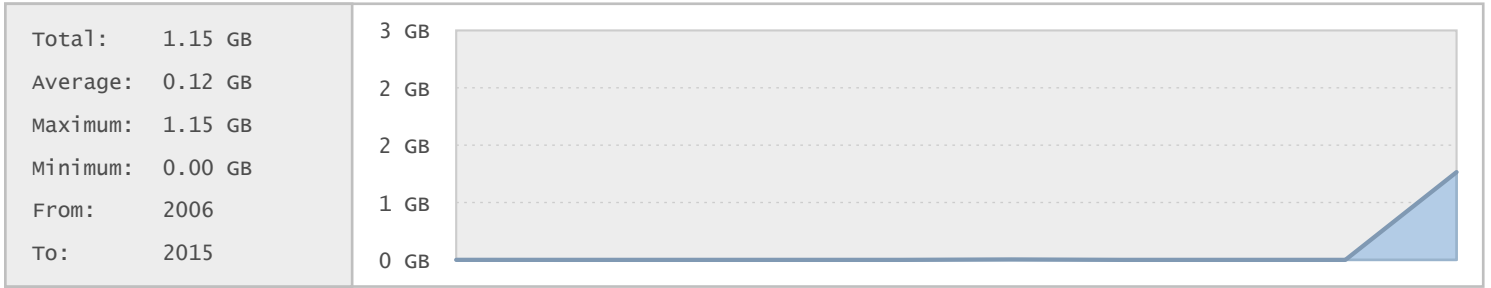 Total: 1.15 GB
Average: 0.12 GB
Maximum: 1.15 GB
Minimum: 0.00 GB
From: 2006
To: 2015
3 GB
2 GB
2 GB
1 GB
0 GB